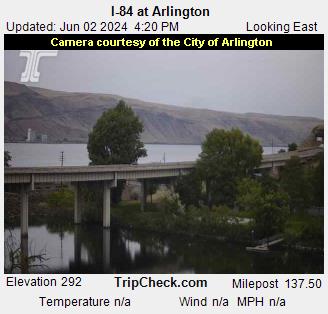 I-84 at Arlington
Updated: Jun 02 2024 4:20 PM Looking East
Camera courtesy of the City of Arlington
Elevation 292 TripCheck.com Milepost 137.50
Temperature n/a Wind n/a MPH n/a